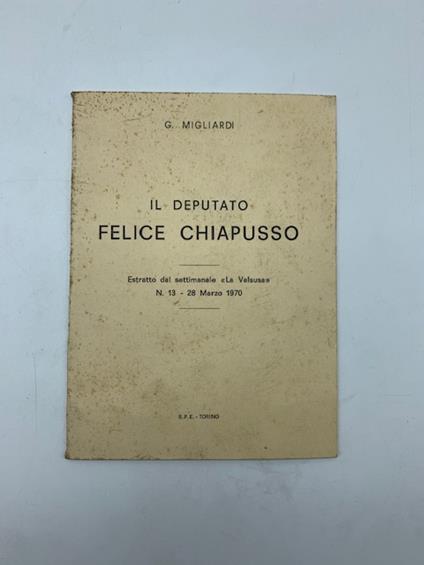 G. MIGLIARDI
IL DEPUTATO
FELICE CHIAPUSSO
Estratto dal settimanale «La Valsusa»
N. 13 - 28 Marzo 1970
S.P.E. - TORINO